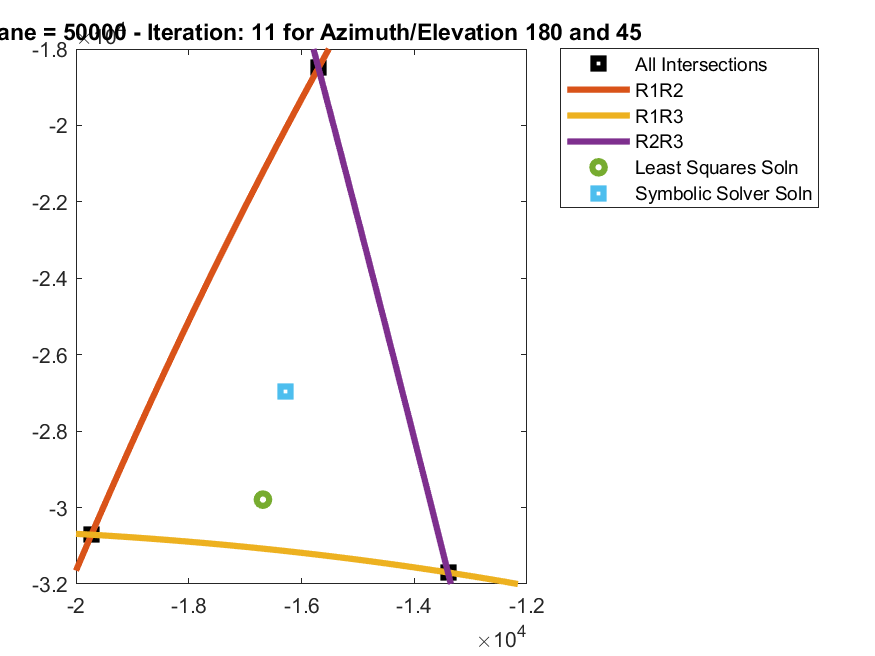 ane = 50000 - Iteration: 11 for Azimuth/Elevation 180 and 45
-1.8
-2
-2.2
-2.4
-2.6
-2.8
-3
-3.2
-2
-1.8
-1.6
-1.4
-1.2
×10⁴
All Intersections
R1R2
R1R3
R2R3
Least Squares Soln
Symbolic Solver Soln